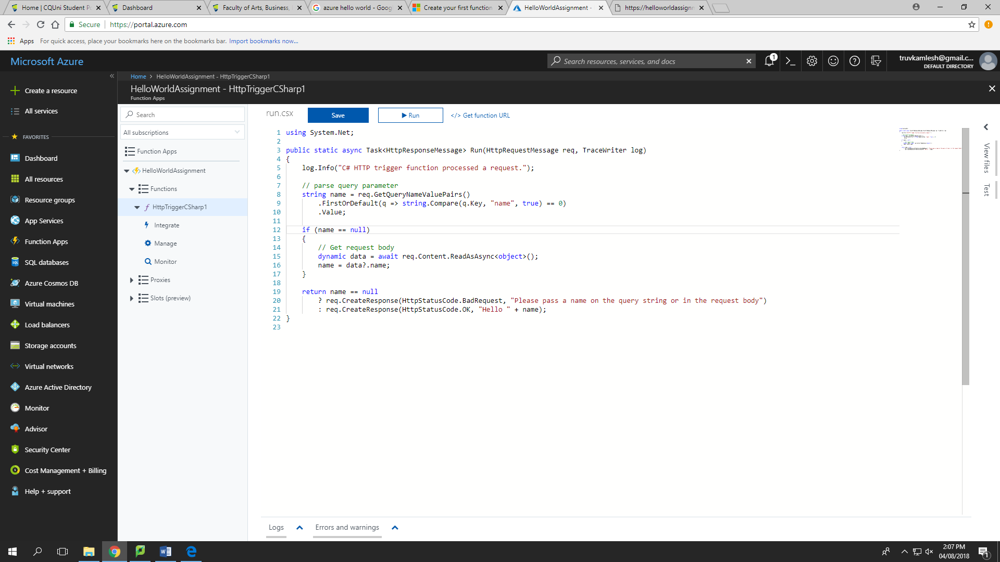 Home | CQUni Student Po
Dashboard
Faculty of Arts, Business,
azure hello world - Goog
Create your first function
HelloWorldAssignment -
https://helloworldassignm
Secure
https://portal.azure.com
Apps
For quick access, place your bookmarks here on the bookmarks bar. Import bookmarks now...
Microsoft Azure
Search resources, services, and docs
1
truvkamlesh@gmail.c...
DEFAULT DIRECTORY
Home > HelloWorldAssignment - HttpTriggerCSharp1
HelloWorldAssignment - HttpTriggerCSharp1
Function Apps
Create a resource
All services
FAVORITES
Dashboard
All resources
Resource groups
App Services
Function Apps
SQL databases
Azure Cosmos DB
Virtual machines
Load balancers
Storage accounts
Virtual networks
Azure Active Directory
Monitor
Advisor
Security Center
Cost Management + Billing
Help + support
Search
All subscriptions
Function Apps
HelloWorldAssignment
Functions
HttpTriggerCSharp1
Integrate
Manage
Monitor
Proxies
Slots (preview)
run.csx
Save
Run
</> Get function URL
1 using System.Net;
2
3 public static async Task<HttpResponseMessage> Run(HttpRequestMessage req, TraceWriter log)
4 {
5 log.Info("C# HTTP trigger function processed a request.");
6
7 // parse query parameter
8 string name = req.GetQueryNameValuePairs()
9 .FirstOrDefault(q => string.Compare(q.Key, "name", true) == 0)
10 .Value;
11
12 if (name == null)
13 {
14 // Get request body
15 dynamic data = await req.Content.ReadAsAsync<object>();
16 name = data?.name;
17 }
18
19 return name == null
20 ? req.CreateResponse(HttpStatusCode.BadRequest, "Please pass a name on the query string or in the request body")
21 : req.CreateResponse(HttpStatusCode.OK, "Hello " + name);
22 }
23
View files
Test
Logs
Errors and warnings
2:07 PM
04/08/2018
1